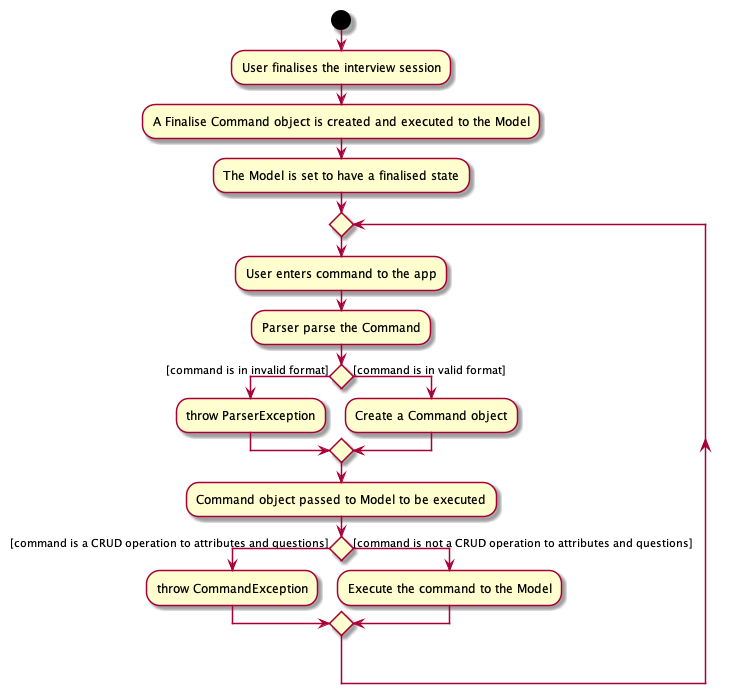 User finalises the interview session
A Finalise Command object is created and executed to the Model
The Model is set to have a finalised state
User enters command to the app
Parser parse the Command
[command is in invalid format]
[command is in valid format]
throw ParserException
Create a Command object
Command object passed to Model to be executed
[command is a CRUD operation to attributes and questions]
[command is not a CRUD operation to attributes and questions]
throw CommandException
Execute the command to the Model